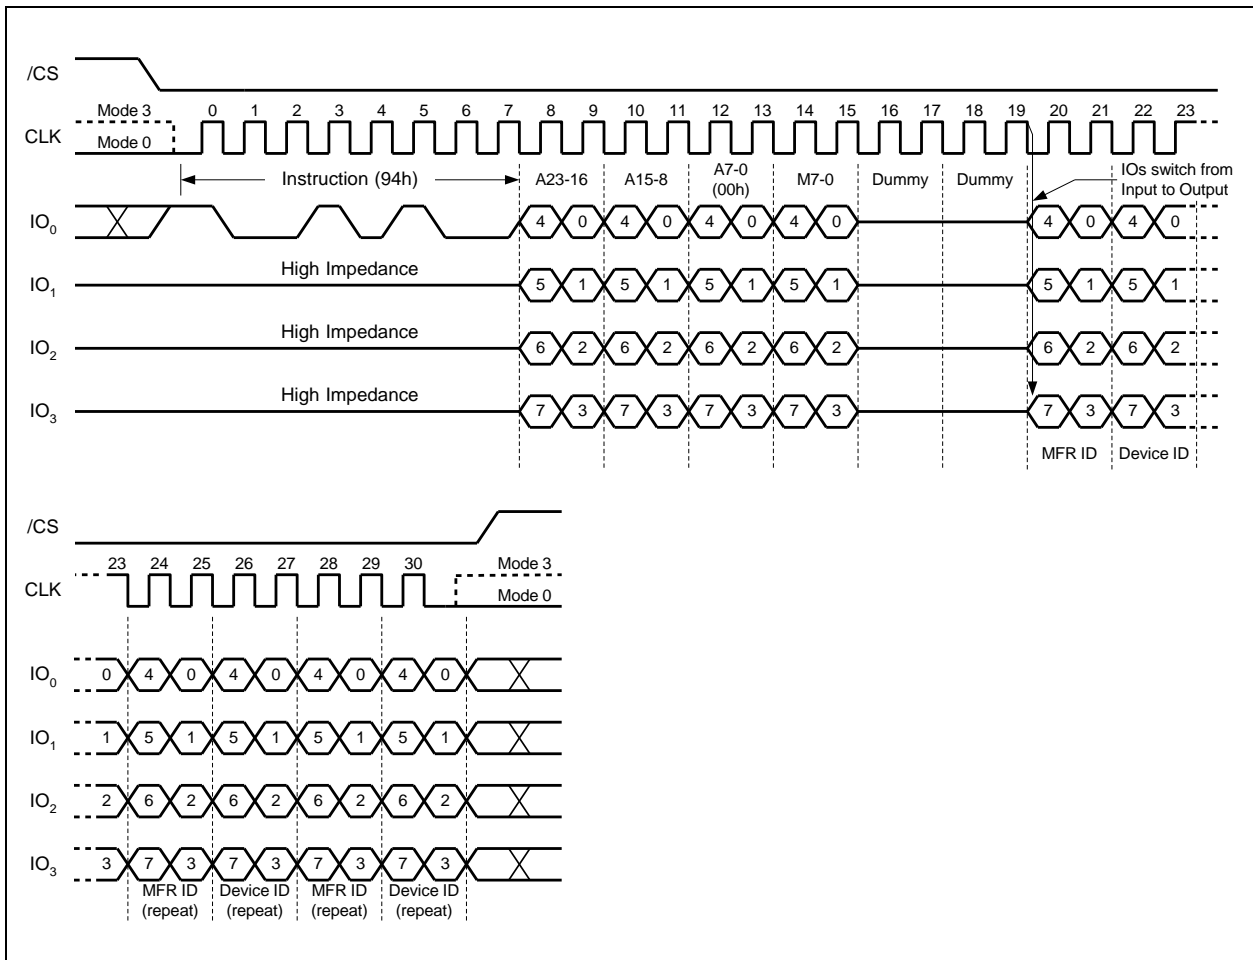 /CS
Mode 3 0 1 2 3 4 5 6 7 8 9 10 11 12 13 14 15 16 17 18 19 20 21 22 23
CLK Mode 0
Instruction (94h) A23-16 A15-8 A7-0 (00h) M7-0 Dummy Dummy IOs switch from
Input to Output
IO0 4 0 4 0 4 0 4 0 4 0 4 0
High Impedance
IO1 5 1 5 1 5 1 5 1 5 1 5 1
High Impedance
IO2 6 2 6 2 6 2 6 2 6 2 6 2
High Impedance
IO3 7 3 7 3 7 3 7 3 7 3 7 3
MFR ID Device ID
/CS
23 24 25 26 27 28 29 30 Mode 3
CLK Mode 0
IO0 0 4 0 4 0 4 0 4 0
IO1 1 5 1 5 1 5 1 5 1
IO2 2 6 2 6 2 6 2 6 2
IO3 3 7 3 7 3 7 3 7 3
MFR ID Device ID MFR ID Device ID
(repeat) (repeat) (repeat) (repeat)